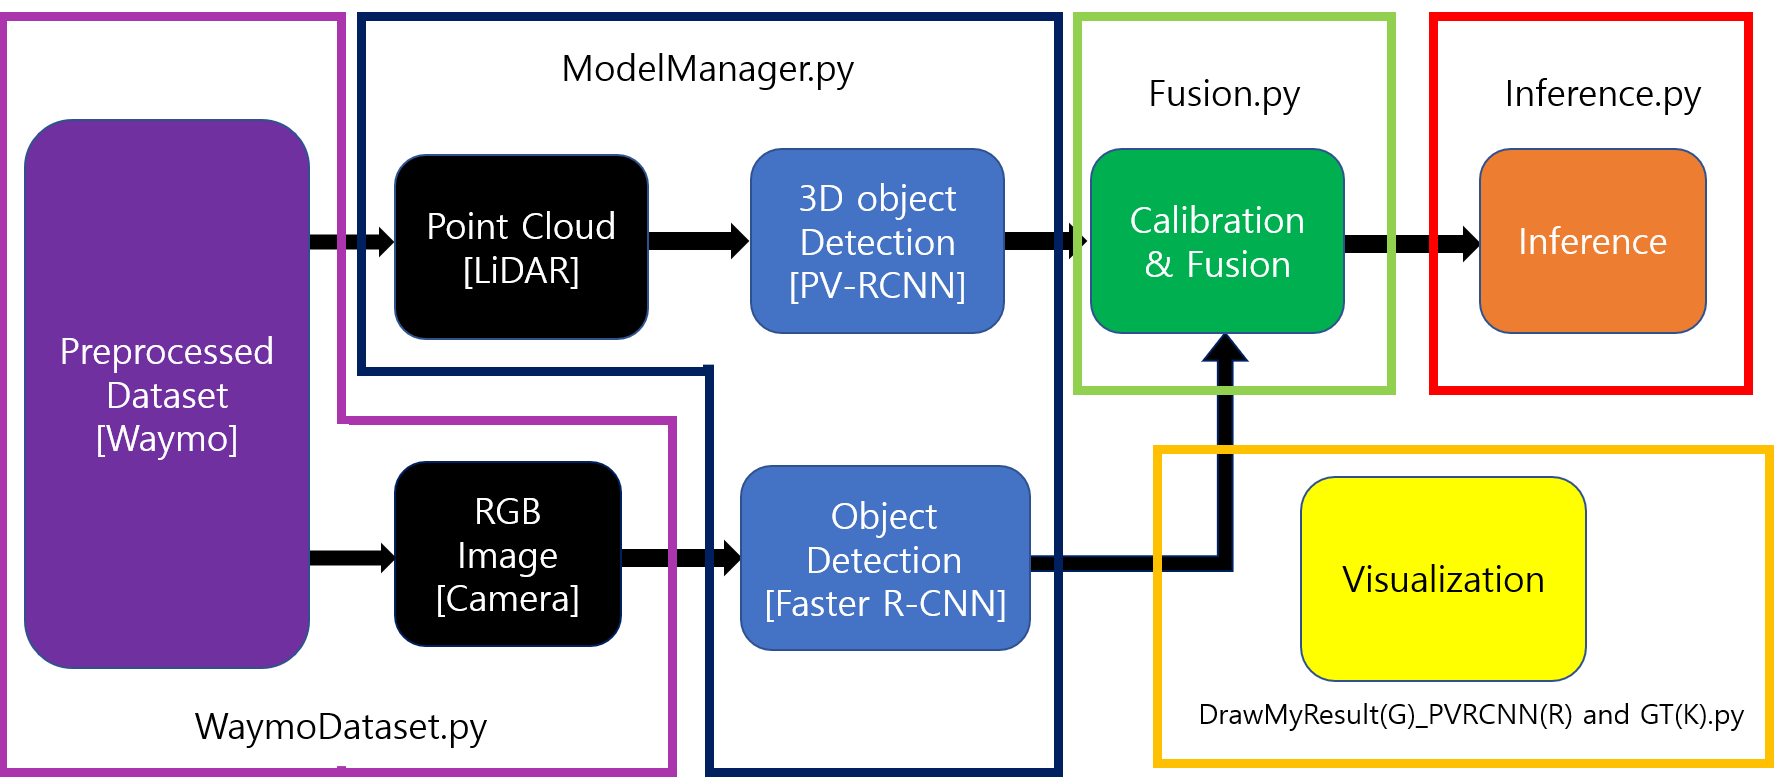 ModelManager.py
Fusion.py
Inference.py
Preprocessed
Dataset
[Waymo]
Point Cloud
[LiDAR]
3D object
Detection
[PV-RCNN]
Calibration
& Fusion
Inference
RGB
Image
[Camera]
Object
Detection
[Faster R-CNN]
Visualization
WaymoDataset.py
DrawMyResult(G)_PVRCNN(R) and GT(K).py